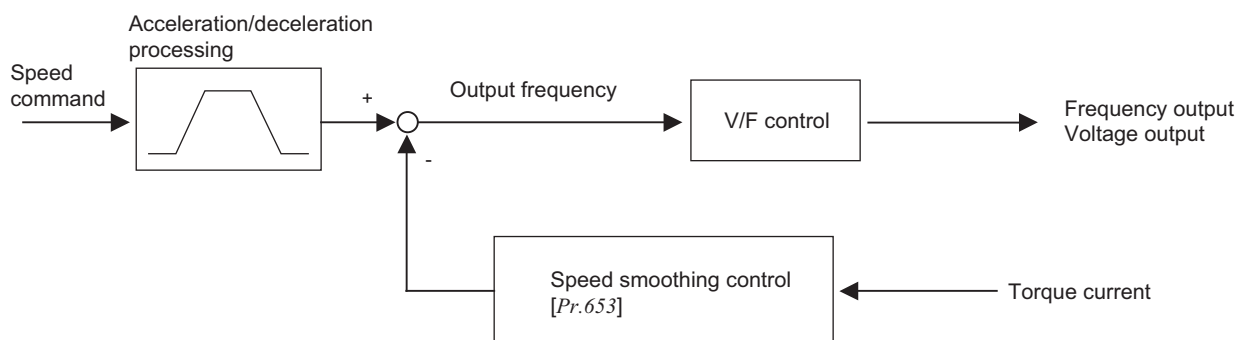 Acceleration/deceleration
processing
Speed
command
+
Output frequency
V/F control
Frequency output
Voltage output
-
Speed smoothing control
[Pr.653]
Torque current